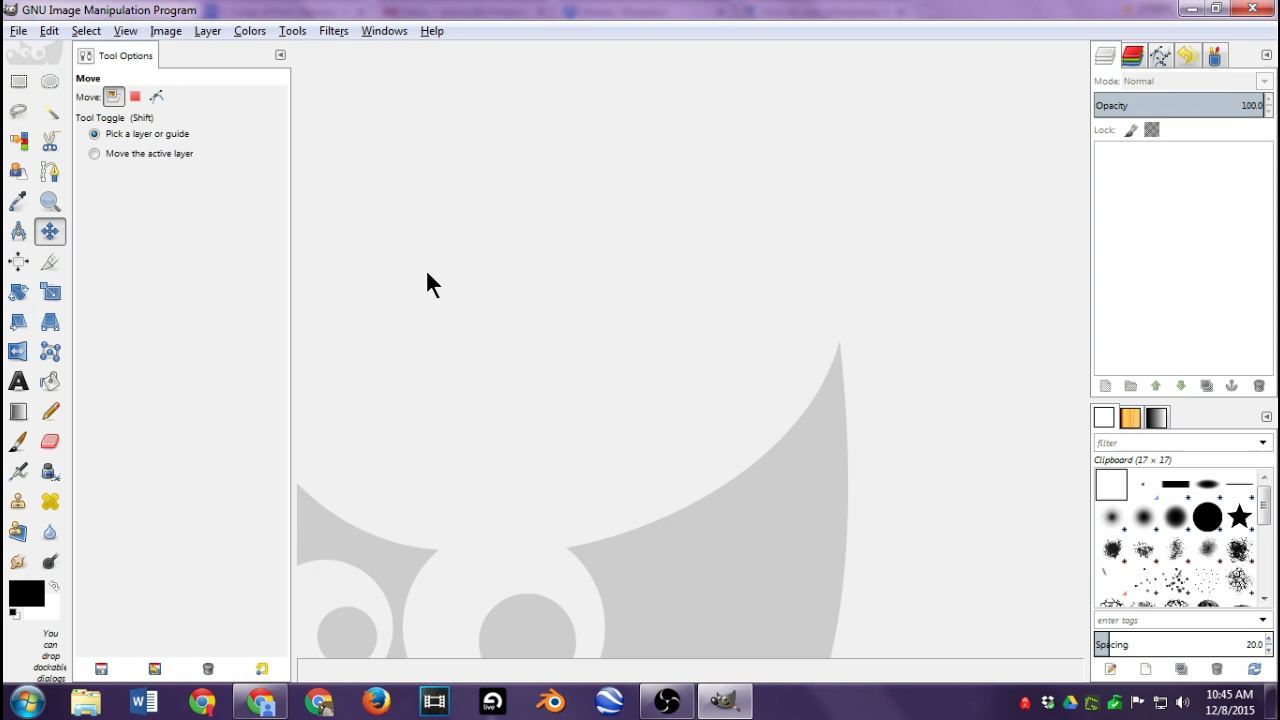 GNU Image Manipulation Program
File Edit Select View Image Layer Colors Tools Filters Windows Help
Tool Options
Move
Move:
Tool Toggle (Shift)
Pick a layer or guide
Move the active layer
You
can
drop
dockable
dialogs
Mode: Normal
Opacity 100.0
Lock:
filter
Clipboard (17 × 17)
enter tags
Spacing 20.0
live
10:45 AM
12/8/2015